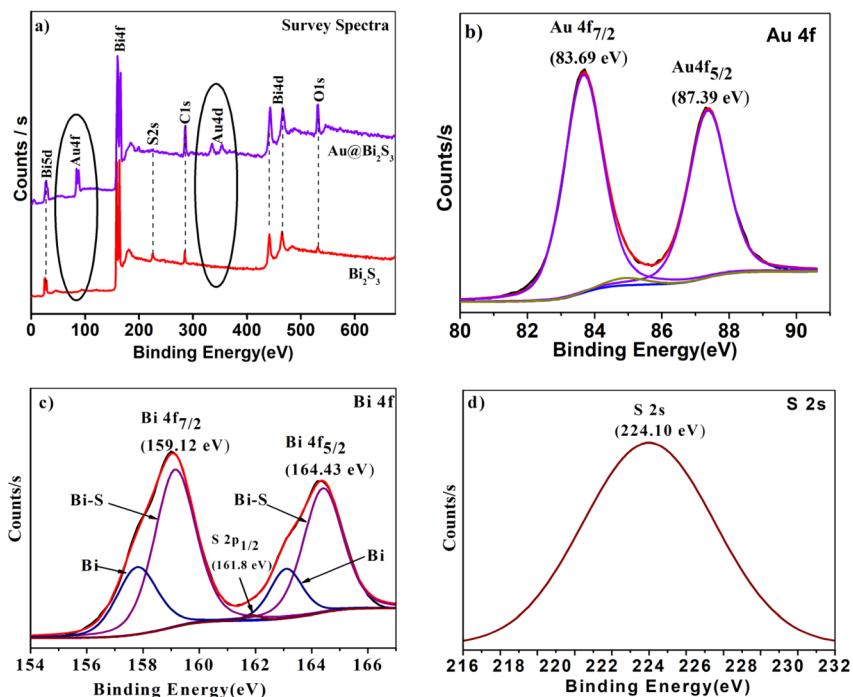 a)
Survey Spectra
Bi5d
Au4f
Bi4f
S2s
C1s
Au4d
Bi4d
O1s
Au@Bi₂S₃
Bi₂S₃
Counts / s
0 100 200 300 400 500 600
Binding Energy(eV)
b)
Au 4f
Au 4f₇/₂
(83.69 eV)
Au4f₅/₂
(87.39 eV)
Counts/s
80 82 84 86 88 90
Binding Energy(eV)
c)
Bi 4f
Bi 4f₇/₂
(159.12 eV)
Bi 4f₅/₂
(164.43 eV)
Bi-S
Bi-S
S 2p₁/₂
(161.8 eV)
Bi
Bi
Counts/s
154 156 158 160 162 164 166
Binding Energy(eV)
d)
S 2s
S 2s
(224.10 eV)
Counts/s
216 218 220 222 224 226 228 230 232
Binding Energy(eV)